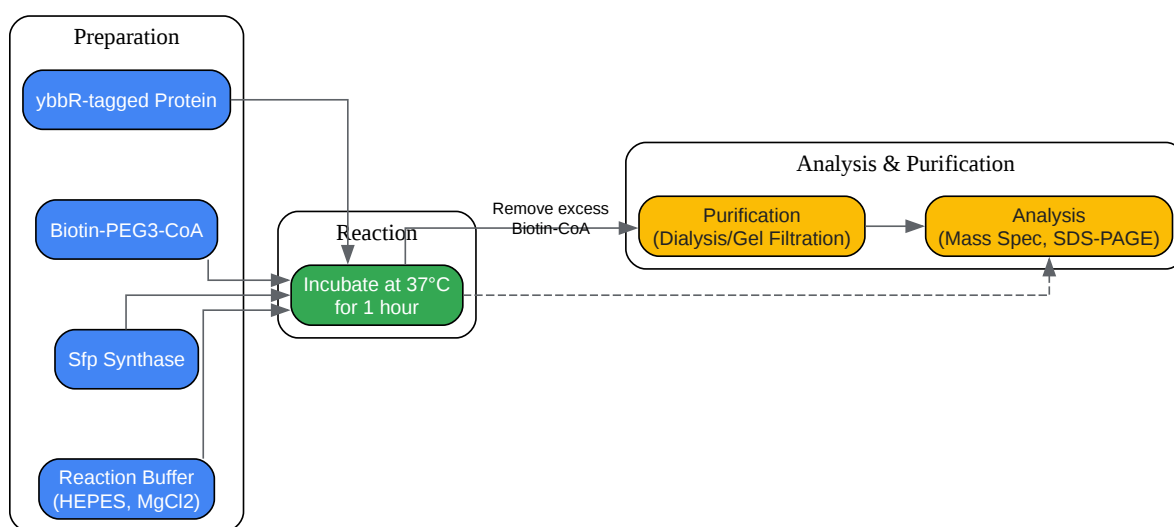 Preparation
ybbR-tagged Protein
Biotin-PEG3-CoA
Sfp Synthase
Reaction Buffer
(HEPES, MgCl2)
Reaction
Incubate at 37°C
for 1 hour
Remove excess
Biotin-CoA
Analysis & Purification
Purification
(Dialysis/Gel Filtration)
Analysis
(Mass Spec, SDS-PAGE)